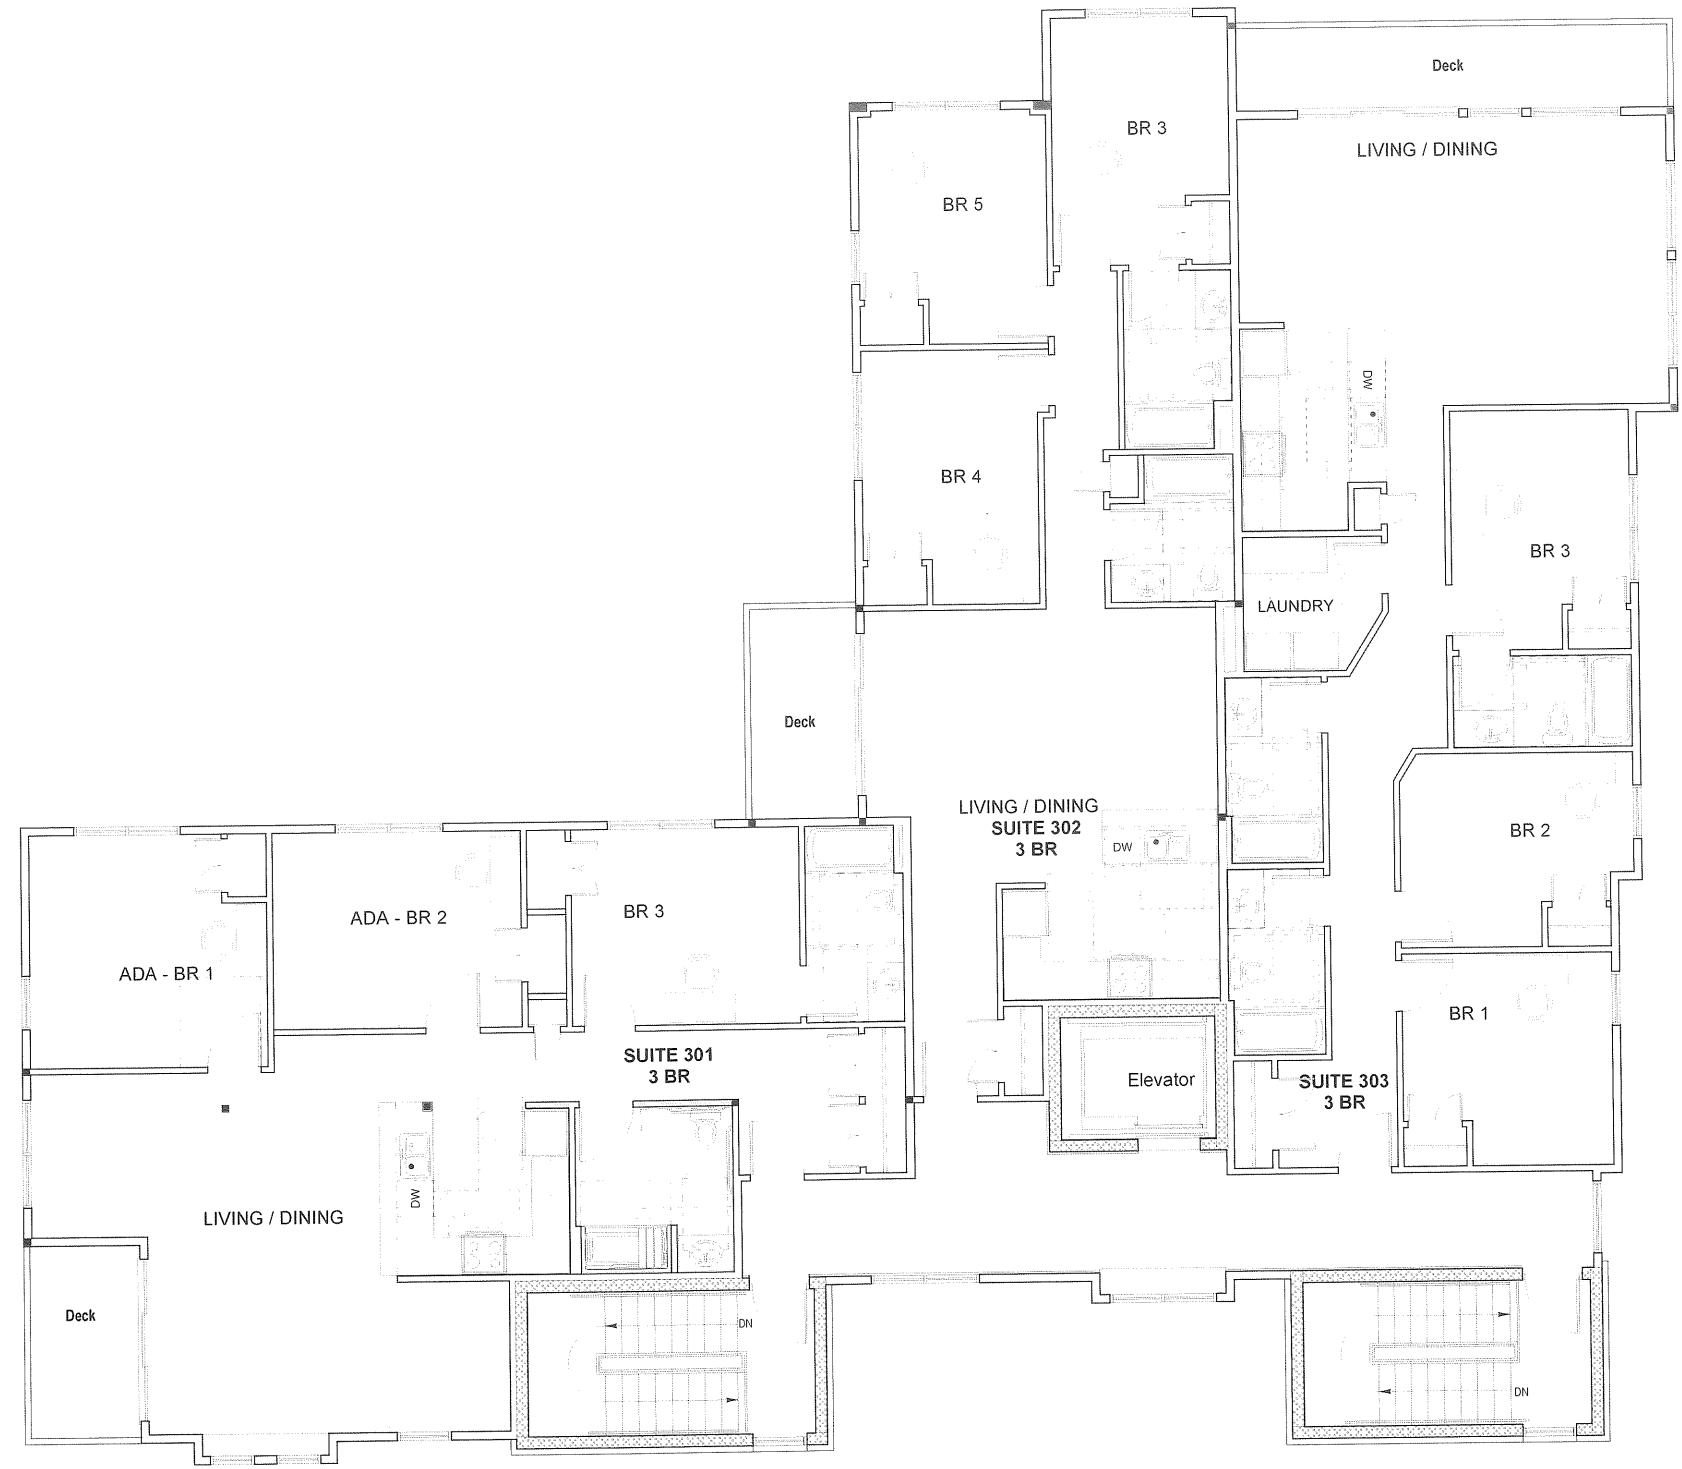 Deck
BR 3
LIVING / DINING
BR 5
DW
BR 4
BR 3
LAUNDRY
Deck
LIVING / DINING
SUITE 302
3 BR
DW
BR 2
ADA - BR 1
ADA - BR 2
BR 3
BR 1
SUITE 301
3 BR
Elevator
SUITE 303
3 BR
LIVING / DINING
DW
Deck
DN
DN